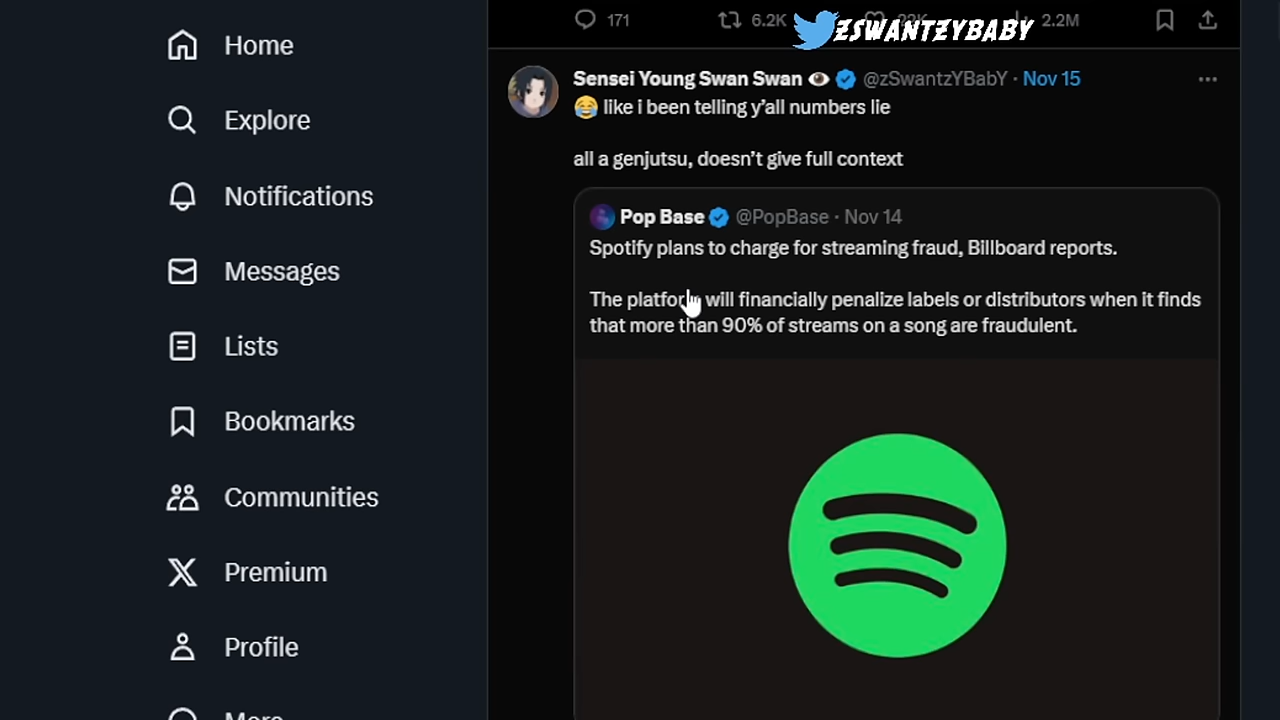 171 6.2K 2.2M
ZSWANTZYBABY
Home
Explore
Notifications
Messages
Lists
Bookmarks
Communities
Premium
Profile
More
Sensei Young Swan Swan 👁 @zSwantzYBabY · Nov 15
😂 like i been telling y’all numbers lie
all a genjutsu, doesn’t give full context
Pop Base @PopBase · Nov 14
Spotify plans to charge for streaming fraud, Billboard reports.
The platform will financially penalize labels or distributors when it finds
that more than 90% of streams on a song are fraudulent.